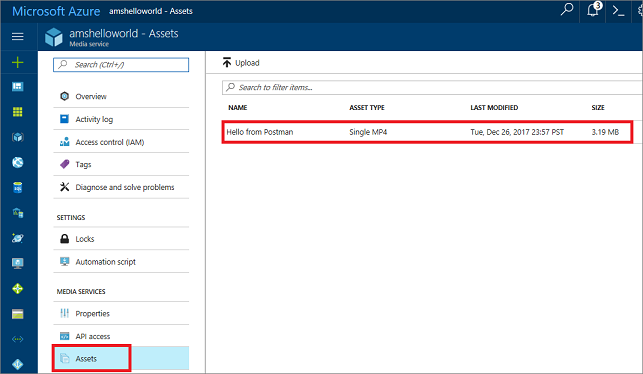 Microsoft Azure amshelloworld - Assets
3
amshelloworld - Assets
Media service
Search (Ctrl+/)
Overview
Activity log
Access control (IAM)
Tags
Diagnose and solve problems
SETTINGS
Locks
Automation script
MEDIA SERVICES
Properties
API access
Assets
Upload
Search to filter items...
NAME ASSET TYPE LAST MODIFIED SIZE
Hello from Postman Single MP4 Tue, Dec 26, 2017 23:57 PST 3.19 MB